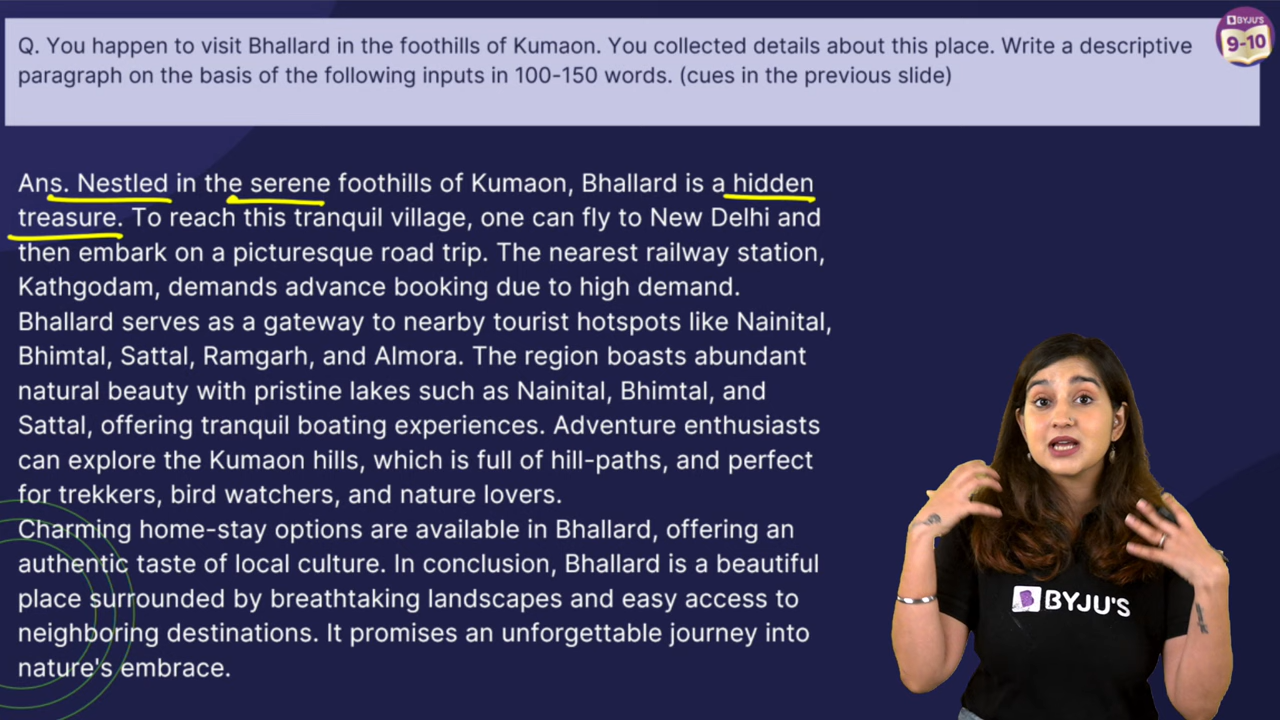 Q. You happen to visit Bhallard in the foothills of Kumaon. You collected details about this place. Write a descriptive
paragraph on the basis of the following inputs in 100-150 words. (cues in the previous slide)
BYJU'S
9-10
Ans. Nestled in the serene foothills of Kumaon, Bhallard is a hidden
treasure. To reach this tranquil village, one can fly to New Delhi and
then embark on a picturesque road trip. The nearest railway station,
Kathgodam, demands advance booking due to high demand.
Bhallard serves as a gateway to nearby tourist hotspots like Nainital,
Bhimtal, Sattal, Ramgarh, and Almora. The region boasts abundant
natural beauty with pristine lakes such as Nainital, Bhimtal, and
Sattal, offering tranquil boating experiences. Adventure enthusiasts
can explore the Kumaon hills, which is full of hill-paths, and perfect
for trekkers, bird watchers, and nature lovers.
Charming home-stay options are available in Bhallard, offering an
authentic taste of local culture. In conclusion, Bhallard is a beautiful
place surrounded by breathtaking landscapes and easy access to
neighboring destinations. It promises an unforgettable journey into
nature's embrace.
BYJU'S